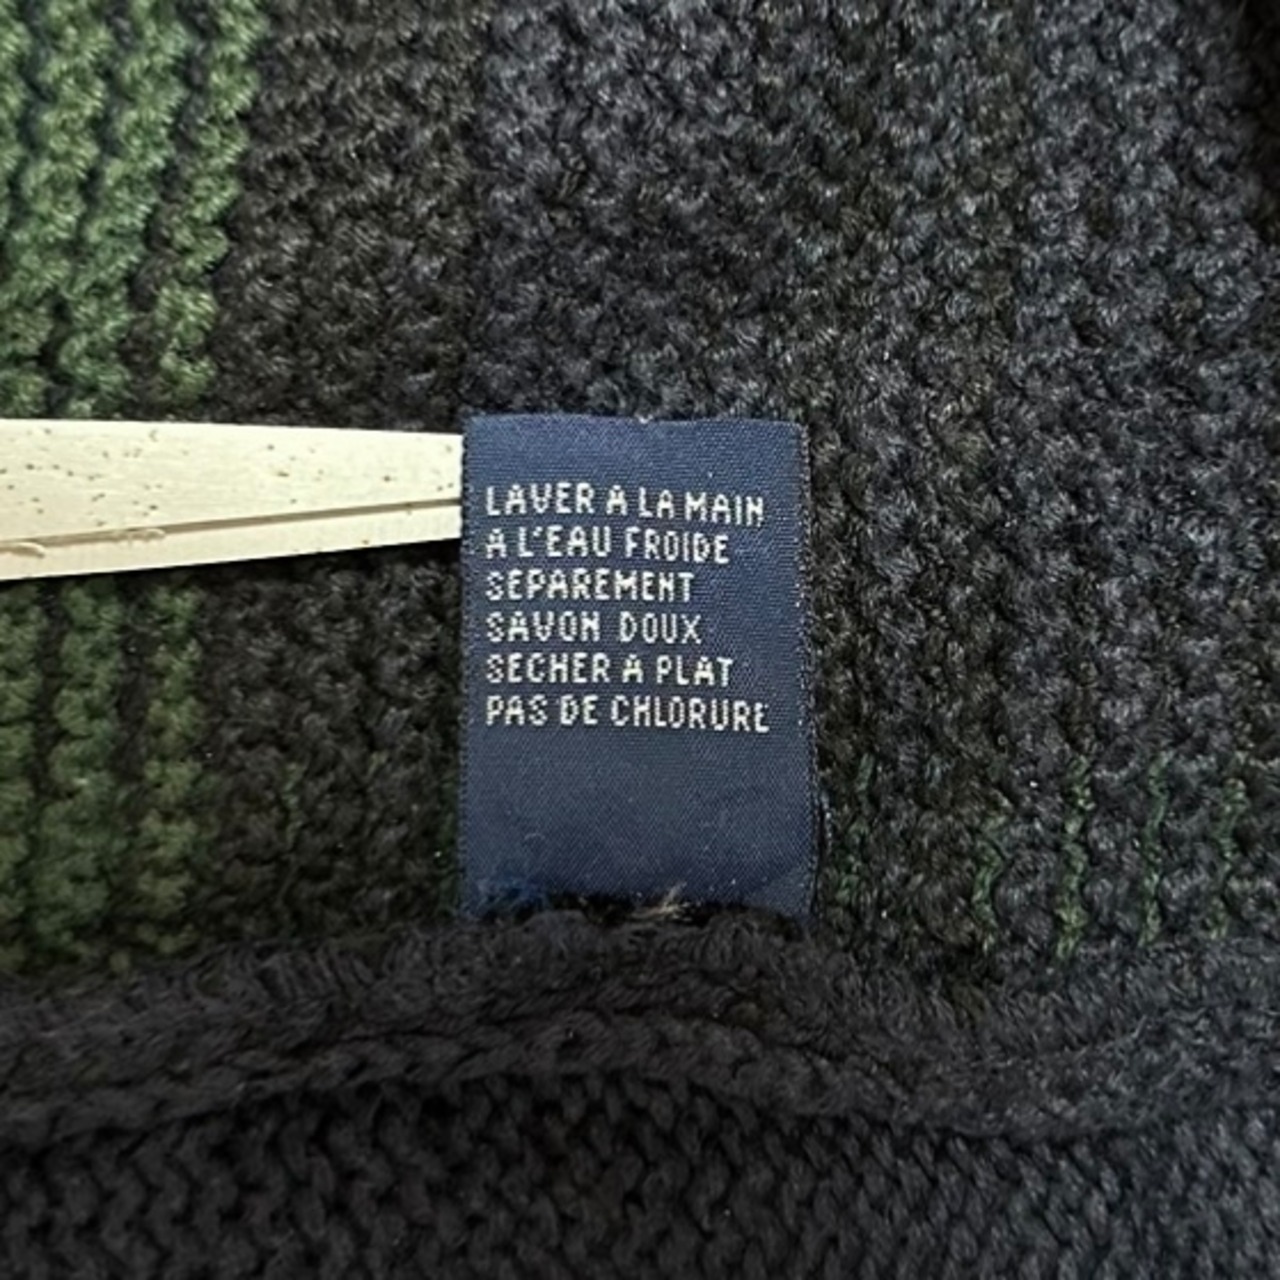 LAVER A LA MAIN
A L'EAU FROIDE
SEPAREMENT
SAVON DOUX
SECHER A PLAT
PAS DE CHLORURE